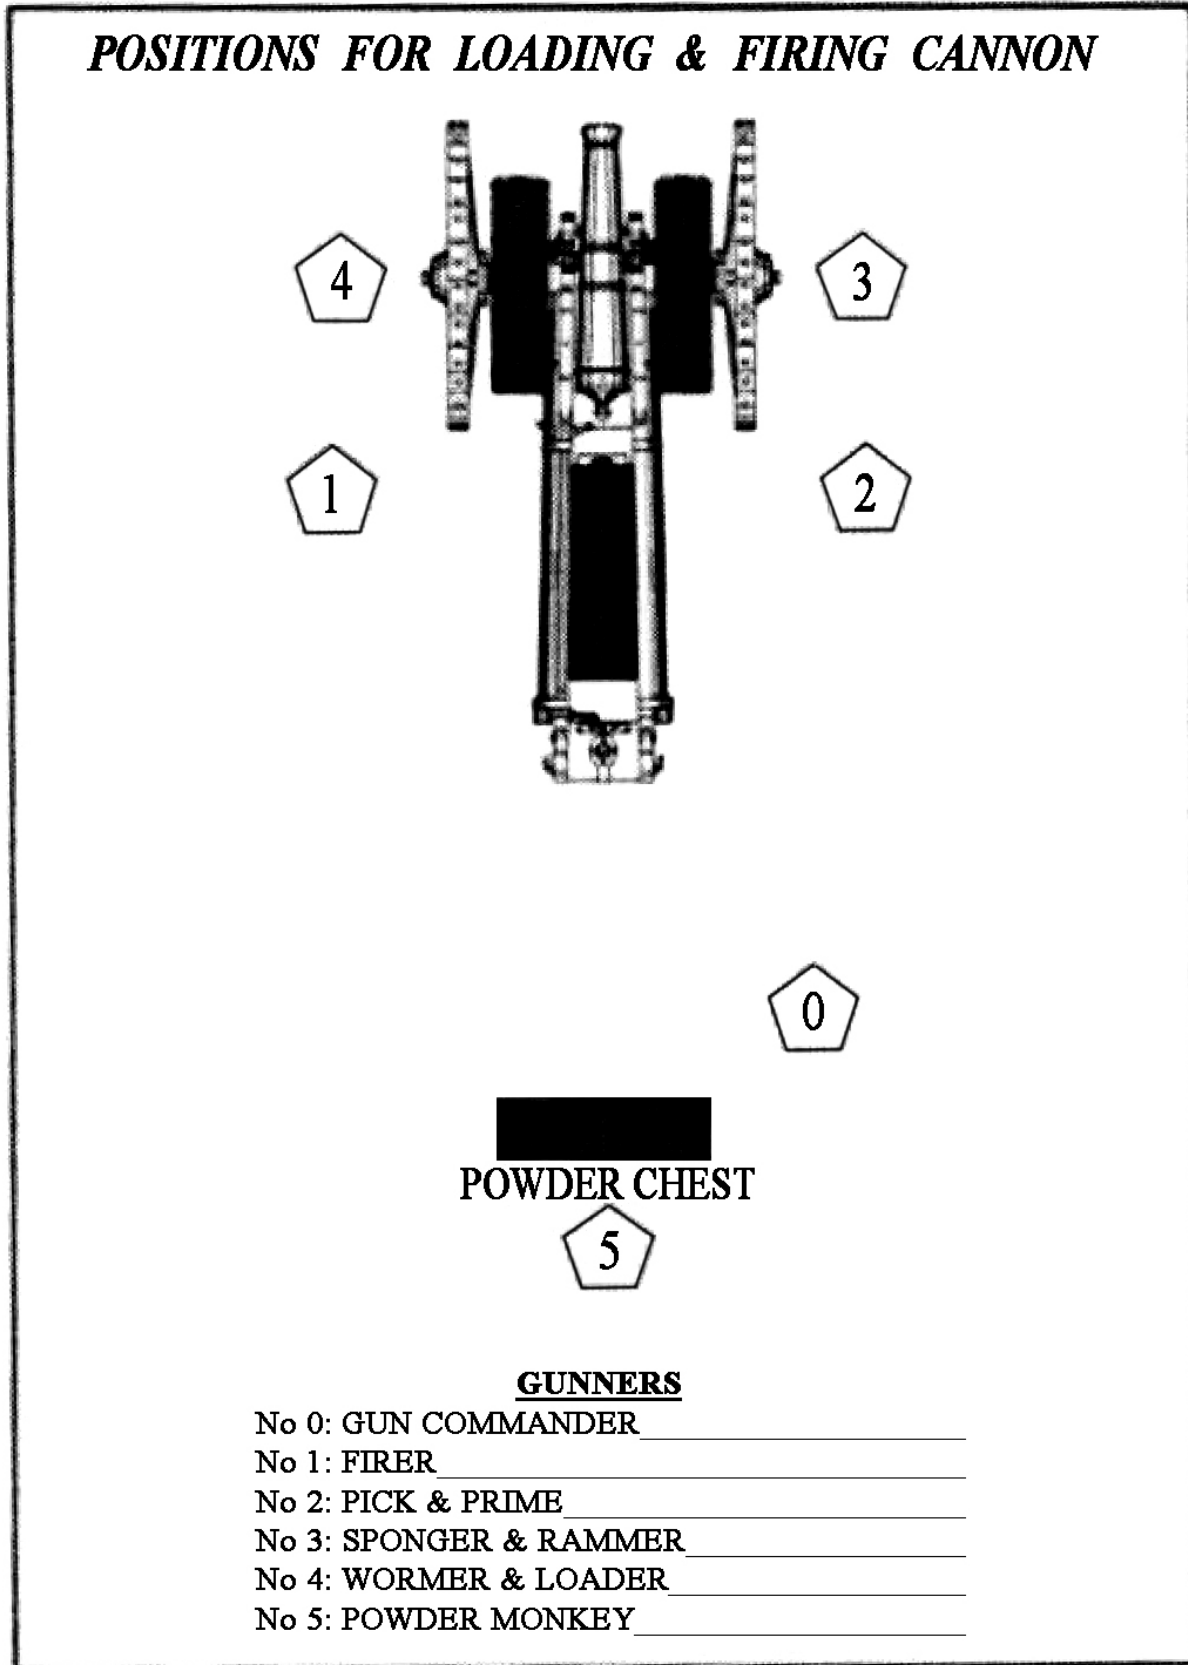 POSITIONS FOR LOADING & FIRING CANNON
4
3
1
2
0
POWDER CHEST
5
GUNNERS
No 0: GUN COMMANDER
No 1: FIRER
No 2: PICK & PRIME
No 3: SPONGER & RAMMER
No 4: WORMER & LOADER
No 5: POWDER MONKEY